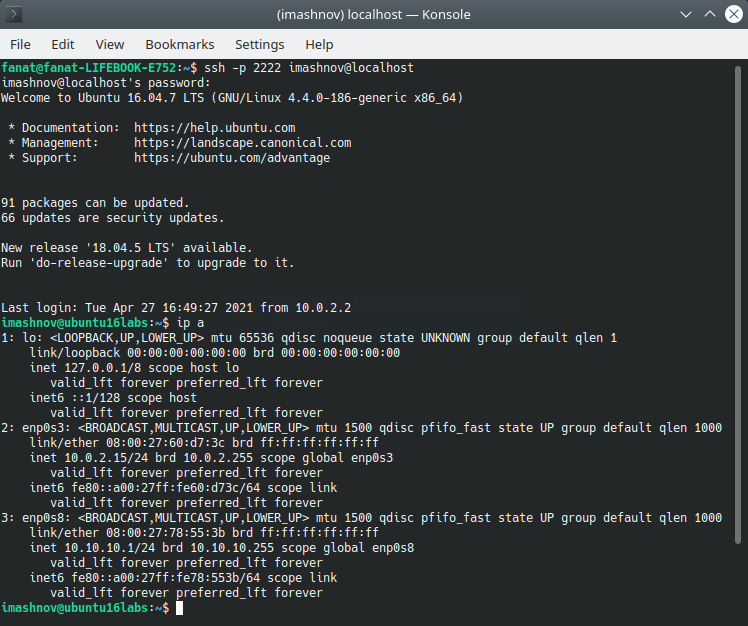 (imashnov) localhost — Konsole
File Edit View Bookmarks Settings Help
fanat@fanat-LIFEBOOK-E752:~$ ssh -p 2222 imashnov@localhost
imashnov@localhost's password:
Welcome to Ubuntu 16.04.7 LTS (GNU/Linux 4.4.0-186-generic x86_64)

 * Documentation:  https://help.ubuntu.com
 * Management:     https://landscape.canonical.com
 * Support:        https://ubuntu.com/advantage


91 packages can be updated.
66 updates are security updates.

New release '18.04.5 LTS' available.
Run 'do-release-upgrade' to upgrade to it.


Last login: Tue Apr 27 16:49:27 2021 from 10.0.2.2
imashnov@ubuntu16labs:~$ ip a
1: lo: <LOOPBACK,UP,LOWER_UP> mtu 65536 qdisc noqueue state UNKNOWN group default qlen 1
    link/loopback 00:00:00:00:00:00 brd 00:00:00:00:00:00
    inet 127.0.0.1/8 scope host lo
       valid_lft forever preferred_lft forever
    inet6 ::1/128 scope host
       valid_lft forever preferred_lft forever
2: enp0s3: <BROADCAST,MULTICAST,UP,LOWER_UP> mtu 1500 qdisc pfifo_fast state UP group default qlen 1000
    link/ether 08:00:27:60:d7:3c brd ff:ff:ff:ff:ff:ff
    inet 10.0.2.15/24 brd 10.0.2.255 scope global enp0s3
       valid_lft forever preferred_lft forever
    inet6 fe80::a00:27ff:fe60:d73c/64 scope link
       valid_lft forever preferred_lft forever
3: enp0s8: <BROADCAST,MULTICAST,UP,LOWER_UP> mtu 1500 qdisc pfifo_fast state UP group default qlen 1000
    link/ether 08:00:27:78:55:3b brd ff:ff:ff:ff:ff:ff
    inet 10.10.10.1/24 brd 10.10.10.255 scope global enp0s8
       valid_lft forever preferred_lft forever
    inet6 fe80::a00:27ff:fe78:553b/64 scope link
       valid_lft forever preferred_lft forever
imashnov@ubuntu16labs:~$